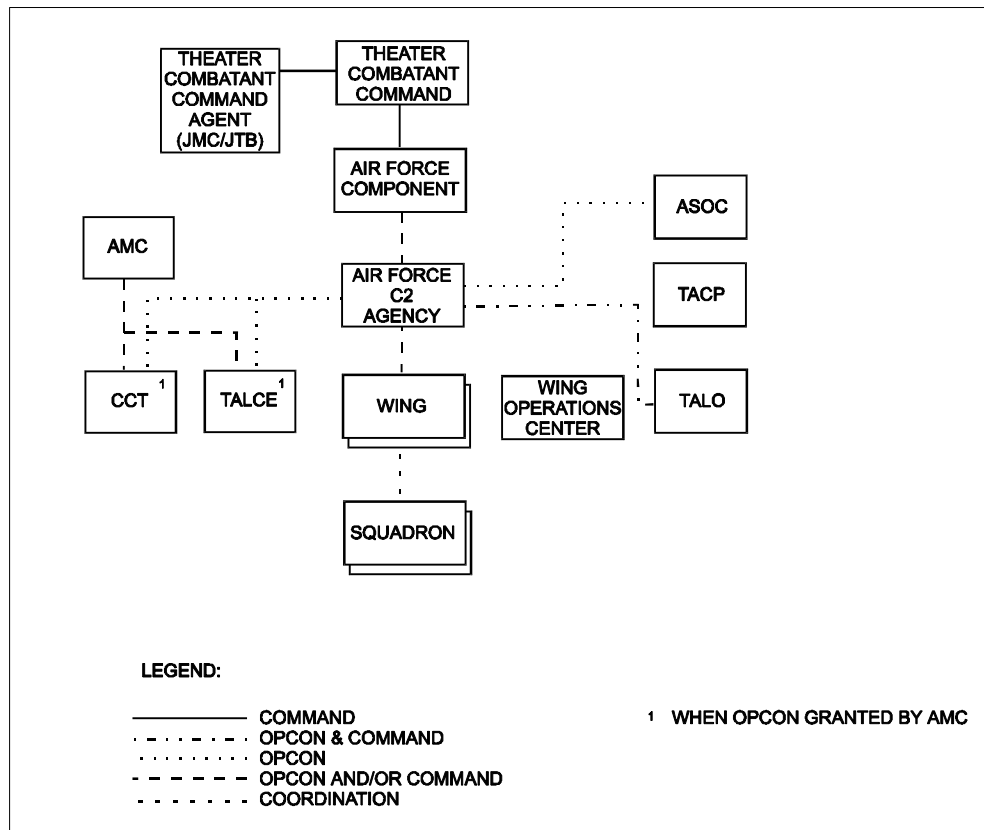 THEATER
COMBATANT
COMMAND
AGENT
(JMC/JTB)
THEATER
COMBATANT
COMMAND
AIR FORCE
COMPONENT
ASOC
AMC
AIR FORCE
C2
AGENCY
TACP
CCT 1
TALCE 1
WING
WING
OPERATIONS
CENTER
TALO
SQUADRON
LEGEND:
COMMAND
OPCON & COMMAND
OPCON
OPCON AND/OR COMMAND
COORDINATION
1 WHEN OPCON GRANTED BY AMC